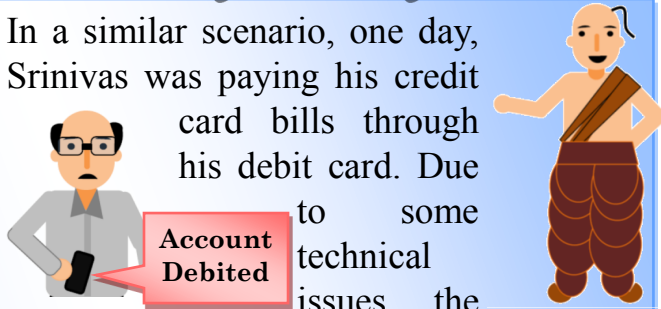 In a similar scenario, one day,
Srinivas was paying his credit
card bills through
his debit card. Due
to some
technical
issues the
Account
Debited